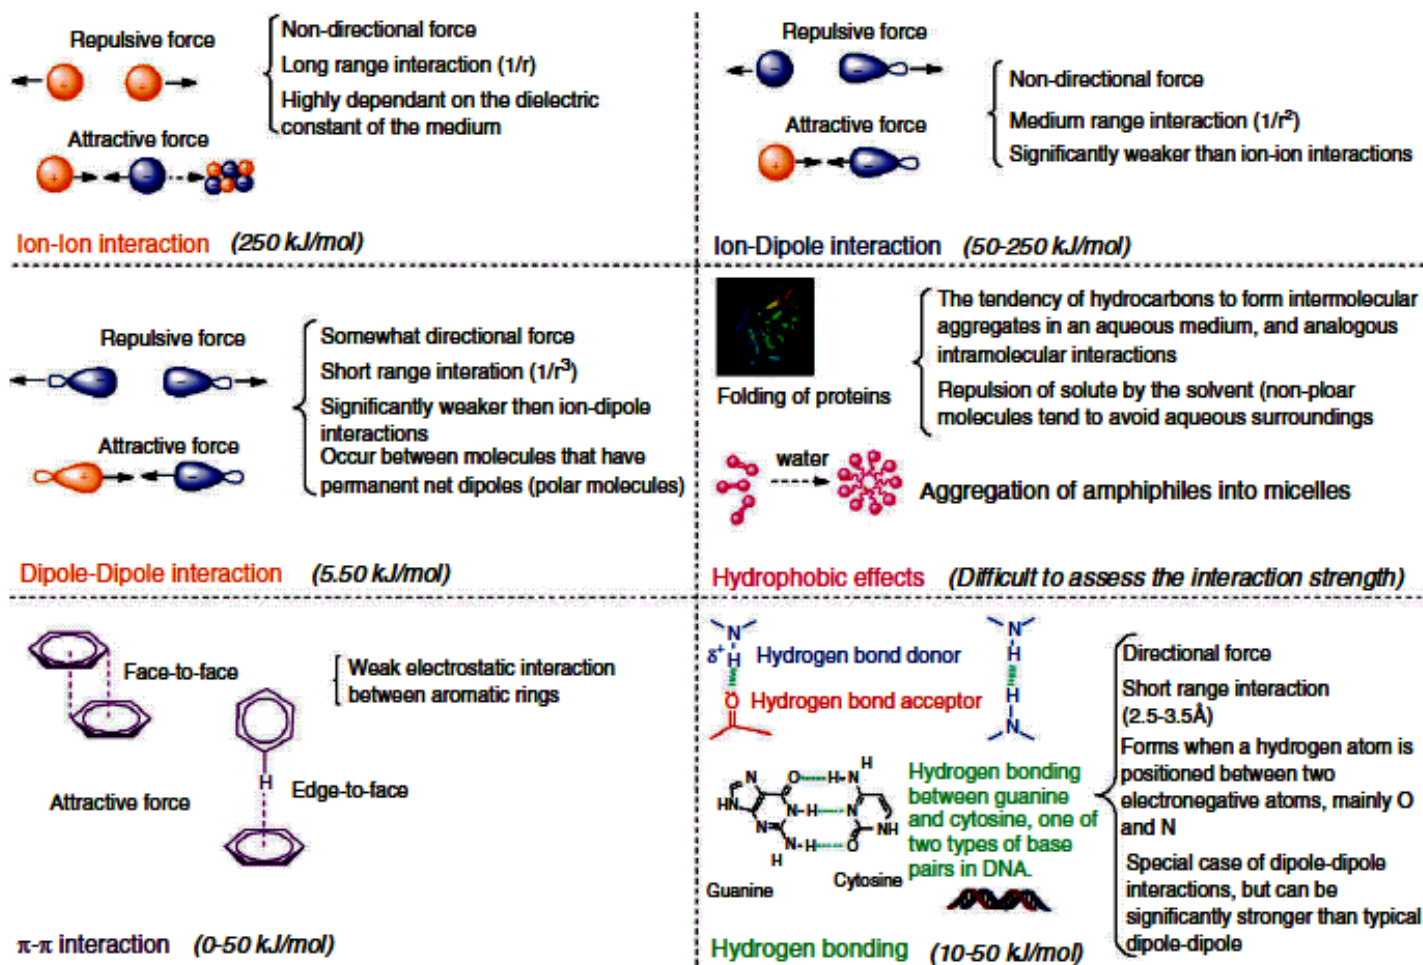 Repulsive force
+
+
Non-directional force
Long range interaction (1/r)
Highly dependant on the dielectric
constant of the medium
Attractive force
+
−
Ion-Ion interaction (250 kJ/mol)
Repulsive force
−
−
Non-directional force
Medium range interaction (1/r²)
Significantly weaker than ion-ion interactions
Attractive force
+
−
Ion-Dipole interaction (50-250 kJ/mol)
Repulsive force
−
−
Somewhat directional force
Short range interation (1/r³)
Significantly weaker then ion-dipole
interactions
Occur between molecules that have
permanent net dipoles (polar molecules)
Attractive force
+
−
Dipole-Dipole interaction (5.50 kJ/mol)
Folding of proteins
The tendency of hydrocarbons to form intermolecular
aggregates in an aqueous medium, and analogous
intramolecular interactions
Repulsion of solute by the solvent (non-ploar
molecules tend to avoid aqueous surroundings
water
Aggregation of amphiphiles into micelles
Hydrophobic effects (Difficult to assess the interaction strength)
Face-to-face
Weak electrostatic interaction
between aromatic rings
H
Edge-to-face
Attractive force
π-π interaction (0-50 kJ/mol)
N
δ⁺ H
Hydrogen bond donor
O
Hydrogen bond acceptor
N
H
H
N
Directional force
Short range interaction
(2.5-3.5Å)
Forms when a hydrogen atom is
positioned between two
electronegative atoms, mainly O
and N
Special case of dipole-dipole
interactions, but can be
significantly stronger than typical
dipole-dipole
H
N O H-N
HN N-H N
N N-H O NH
H
Guanine
Cytosine
Hydrogen bonding
between guanine
and cytosine, one of
two types of base
pairs in DNA.
Hydrogen bonding (10-50 kJ/mol)